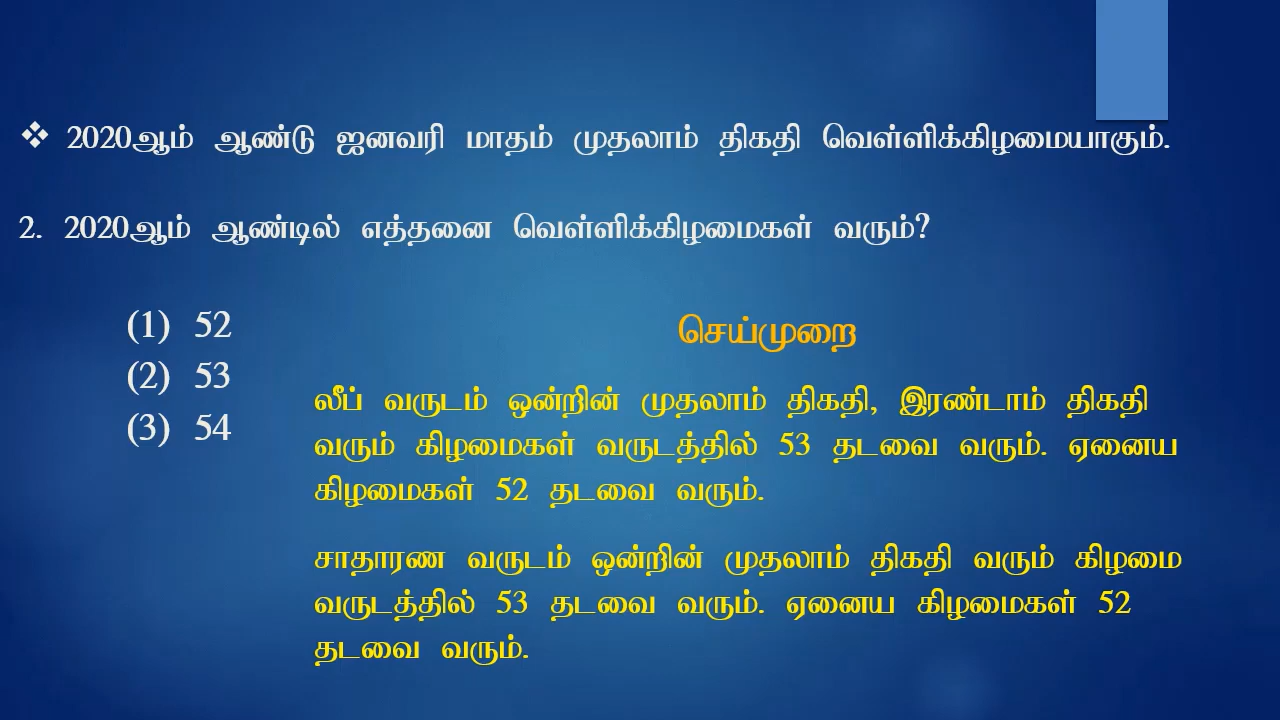 ❖ 2020ஆம் ஆண்டு ஜனவரி மாதம் முதலாம் திகதி வெள்ளிக்கிழமையாகும்.
2. 2020ஆம் ஆண்டில் எத்தனை வெள்ளிக்கிழமைகள் வரும்?
(1) 52
(2) 53
(3) 54
செய்முறை
லீப் வருடம் ஒன்றின் முதலாம் திகதி, இரண்டாம் திகதி
வரும் கிழமைகள் வருடத்தில் 53 தடவை வரும். ஏனைய
கிழமைகள் 52 தடவை வரும்.
சாதாரண வருடம் ஒன்றின் முதலாம் திகதி வரும் கிழமை
வருடத்தில் 53 தடவை வரும். ஏனைய கிழமைகள் 52
தடவை வரும்.